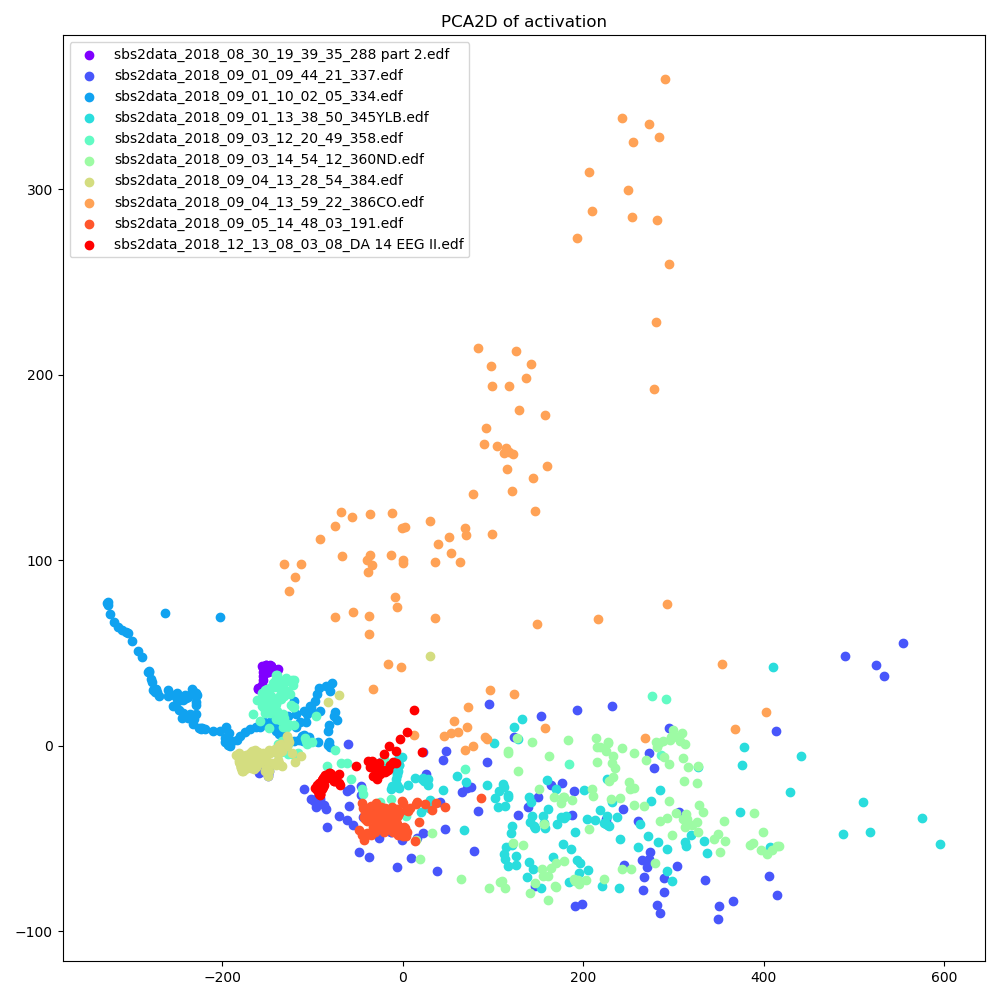 PCA2D of activation
sbs2data_2018_08_30_19_39_35_288 part 2.edf
sbs2data_2018_09_01_09_44_21_337.edf
sbs2data_2018_09_01_10_02_05_334.edf
sbs2data_2018_09_01_13_38_50_345YLB.edf
sbs2data_2018_09_03_12_20_49_358.edf
sbs2data_2018_09_03_14_54_12_360ND.edf
sbs2data_2018_09_04_13_28_54_384.edf
sbs2data_2018_09_04_13_59_22_386CO.edf
sbs2data_2018_09_05_14_48_03_191.edf
sbs2data_2018_12_13_08_03_08_DA 14 EEG II.edf
300
200
100
0
−100
−200
0
200
400
600